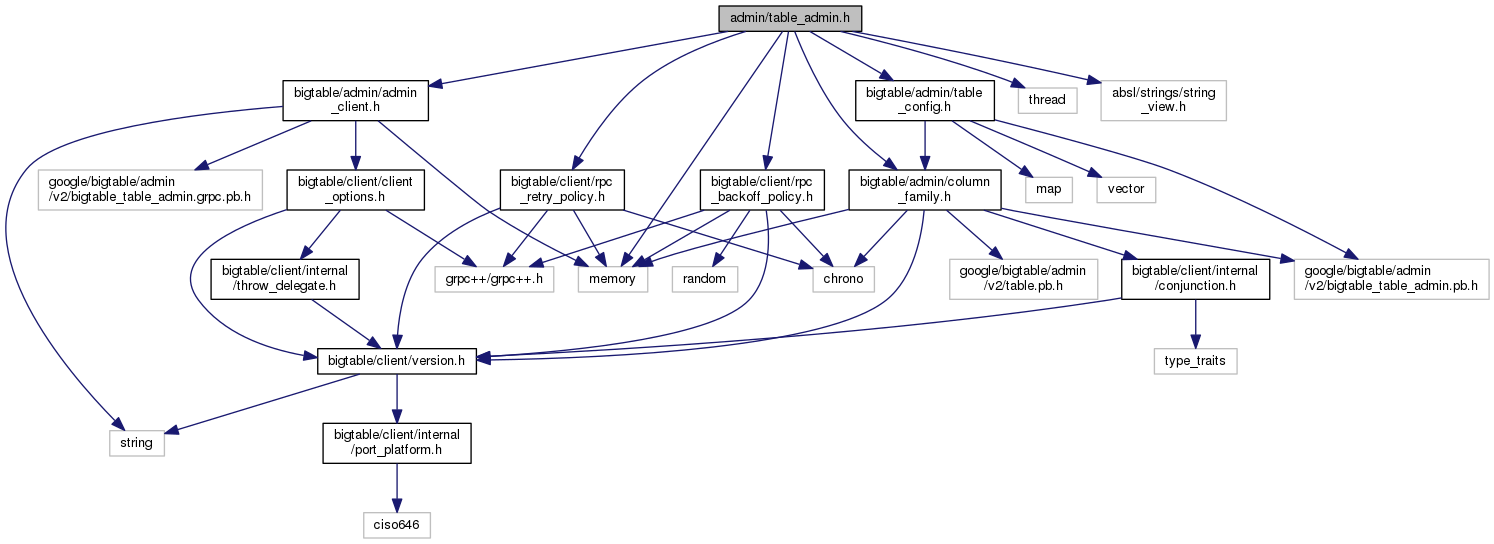 admin/table_admin.h
bigtable/admin/admin
_client.h
bigtable/admin/table
_config.h
thread
absl/strings/string
_view.h
google/bigtable/admin
/v2/bigtable_table_admin.grpc.pb.h
bigtable/client/client
_options.h
bigtable/client/rpc
_retry_policy.h
bigtable/client/rpc
_backoff_policy.h
bigtable/admin/column
_family.h
map
vector
bigtable/client/internal
/throw_delegate.h
grpc++/grpc++.h
memory
random
chrono
google/bigtable/admin
/v2/table.pb.h
bigtable/client/internal
/conjunction.h
google/bigtable/admin
/v2/bigtable_table_admin.pb.h
bigtable/client/version.h
type_traits
string
bigtable/client/internal
/port_platform.h
ciso646